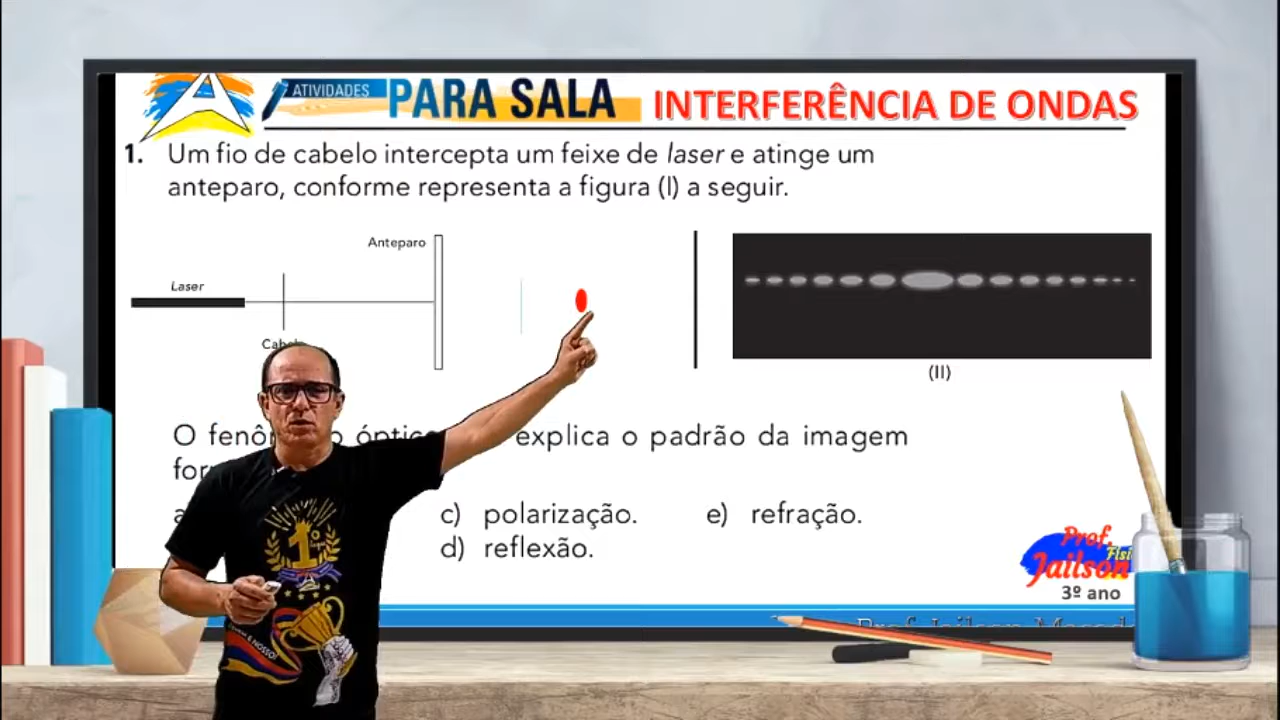 ATIVIDADES PARA SALA
INTERFERÊNCIA DE ONDAS
1. Um fio de cabelo intercepta um feixe de laser e atinge um
anteparo, conforme representa a figura (I) a seguir.
Anteparo
Laser
(II)
O explica o padrão da imagem
c) polarização.
e) refração.
d) reflexão.
1º
Prof.
Jailson
3º ano